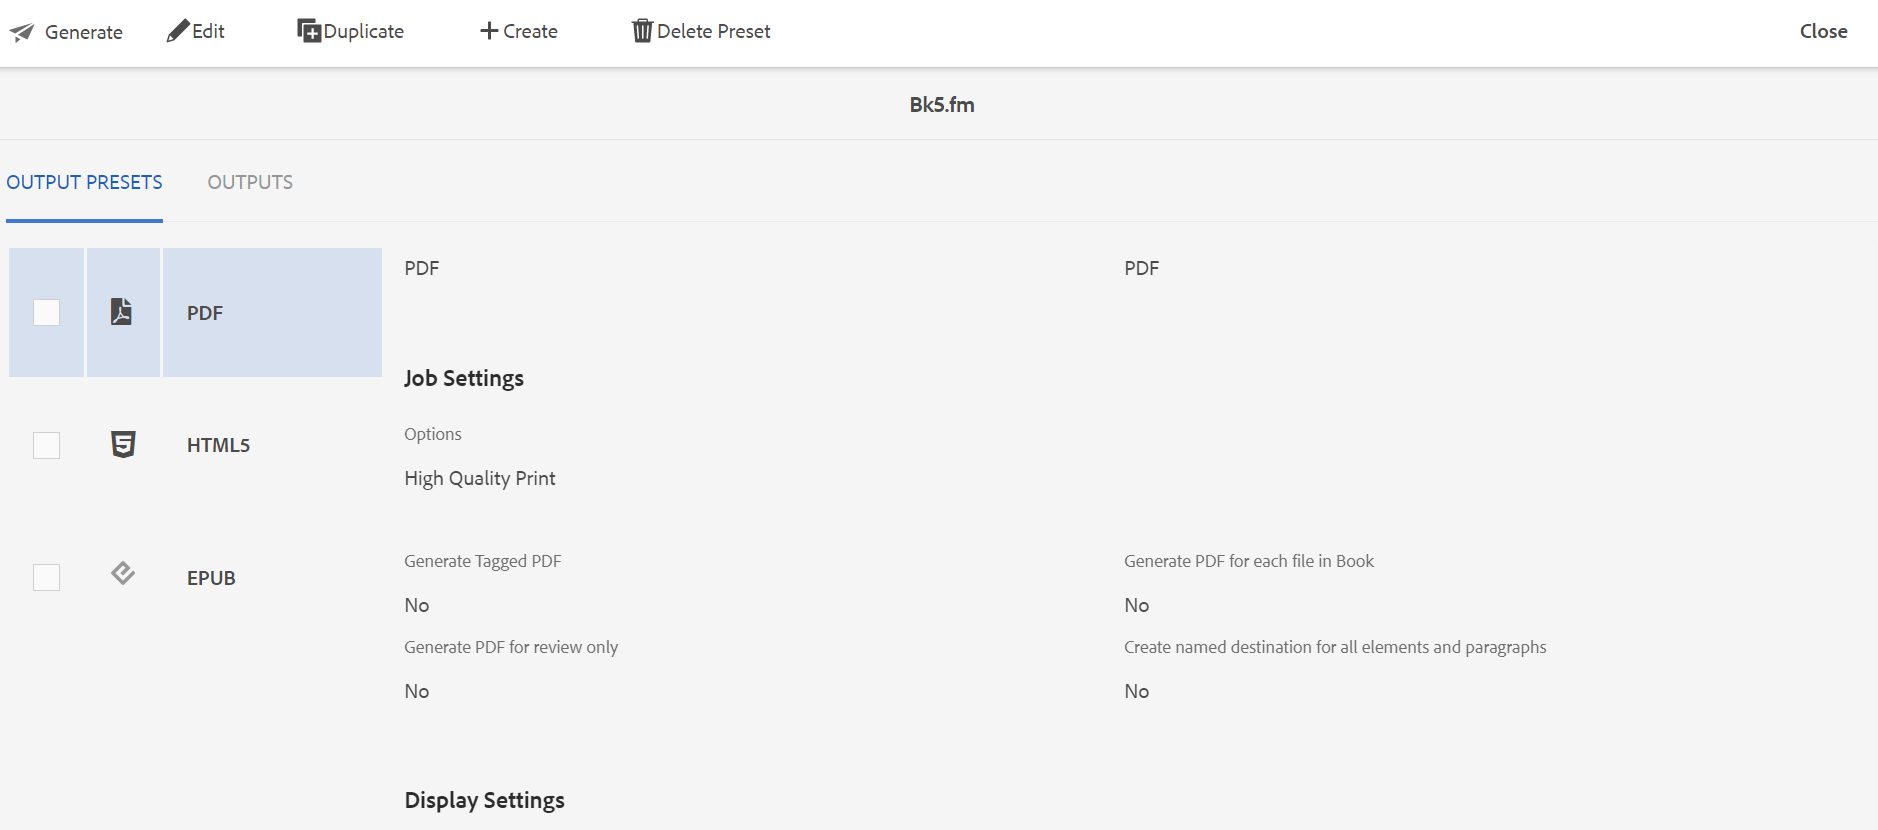 Generate Edit Duplicate Create Delete Preset Close
Bk5.fm
OUTPUT PRESETS OUTPUTS
PDF
HTML5
EPUB
PDF PDF
Job Settings
Options
High Quality Print
Generate Tagged PDF Generate PDF for each file in Book
No No
Generate PDF for review only Create named destination for all elements and paragraphs
No No
Display Settings